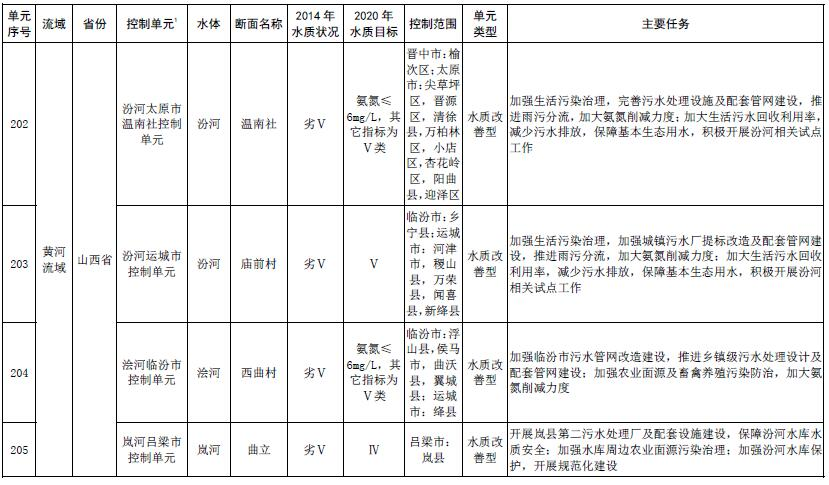 单元
序号
流域
省份
控制单元1
水体
断面名称
2014 年
水质状况
2020 年
水质目标
控制范围
单元
类型
主要任务
黄河
流域
山西省
202
汾河太原市
温南社控制
单元
汾河
温南社
劣Ⅴ
氨氮≤
6mg/L，其
它指标为
Ⅴ类
晋中市：榆
次区；太原
市：尖草坪
区，晋源
区，清徐
县，万柏林
区，小店
区，杏花岭
区，阳曲
县，迎泽区
水质改
善型
加强生活污染治理，完善污水处理设施及配套管网建设，推
进雨污分流，加大氨氮削减力度；加大生活污水回收利用率，
减少污水排放，保障基本生态用水，积极开展汾河相关试点
工作
203
汾河运城市
控制单元
汾河
庙前村
劣Ⅴ
Ⅴ
临汾市：乡
宁县；运城
市：河津
市，稷山
县，万荣
县，闻喜
县，新绛县
水质改
善型
加强生活污染治理，加强城镇污水厂提标改造及配套管网建
设，推进雨污分流，加大氨氮削减力度；加大生活污水回收
利用率，减少污水排放，保障基本生态用水，积极开展汾河
相关试点工作
204
浍河临汾市
控制单元
浍河
西曲村
劣Ⅴ
氨氮≤
6mg/L，其
它指标为
Ⅴ类
临汾市：浮
山县，侯马
市，曲沃
县，翼城
县；运城
市：绛县
水质改
善型
加强临汾市污水管网改造建设，推进乡镇级污水处理设计及
配套管网建设；加强农业面源及畜禽养殖污染防治，加大氨
氮削减力度
205
岚河吕梁市
控制单元
岚河
曲立
劣Ⅴ
Ⅳ
吕梁市：
岚县
水质改
善型
开展岚县第二污水处理厂及配套设施建设，保障汾河水库水
质安全；加强水库周边农业面源污染治理；加强汾河水库保
护，开展规范化建设